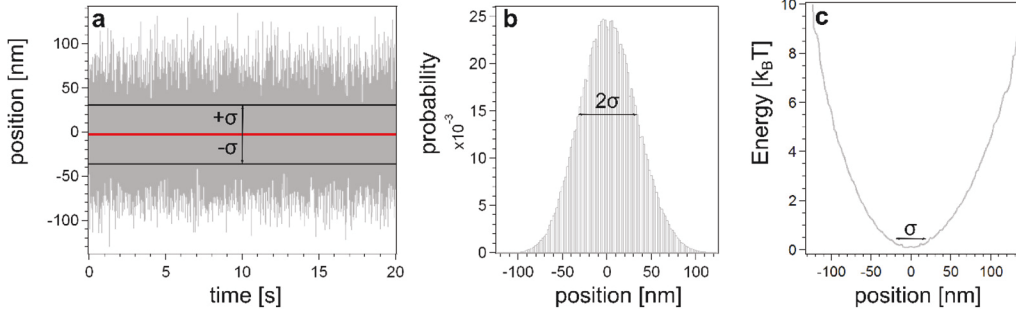 a
position [nm]
100
50
0
-50
-100
+σ
-σ
0
5
10
15
20
time [s]
b
probability
x10⁻³
25
20
15
10
5
0
2σ
-100
-50
0
50
100
position [nm]
c
Energy [k_BT]
10
8
6
4
2
0
σ
-100
-50
0
50
100
position [nm]